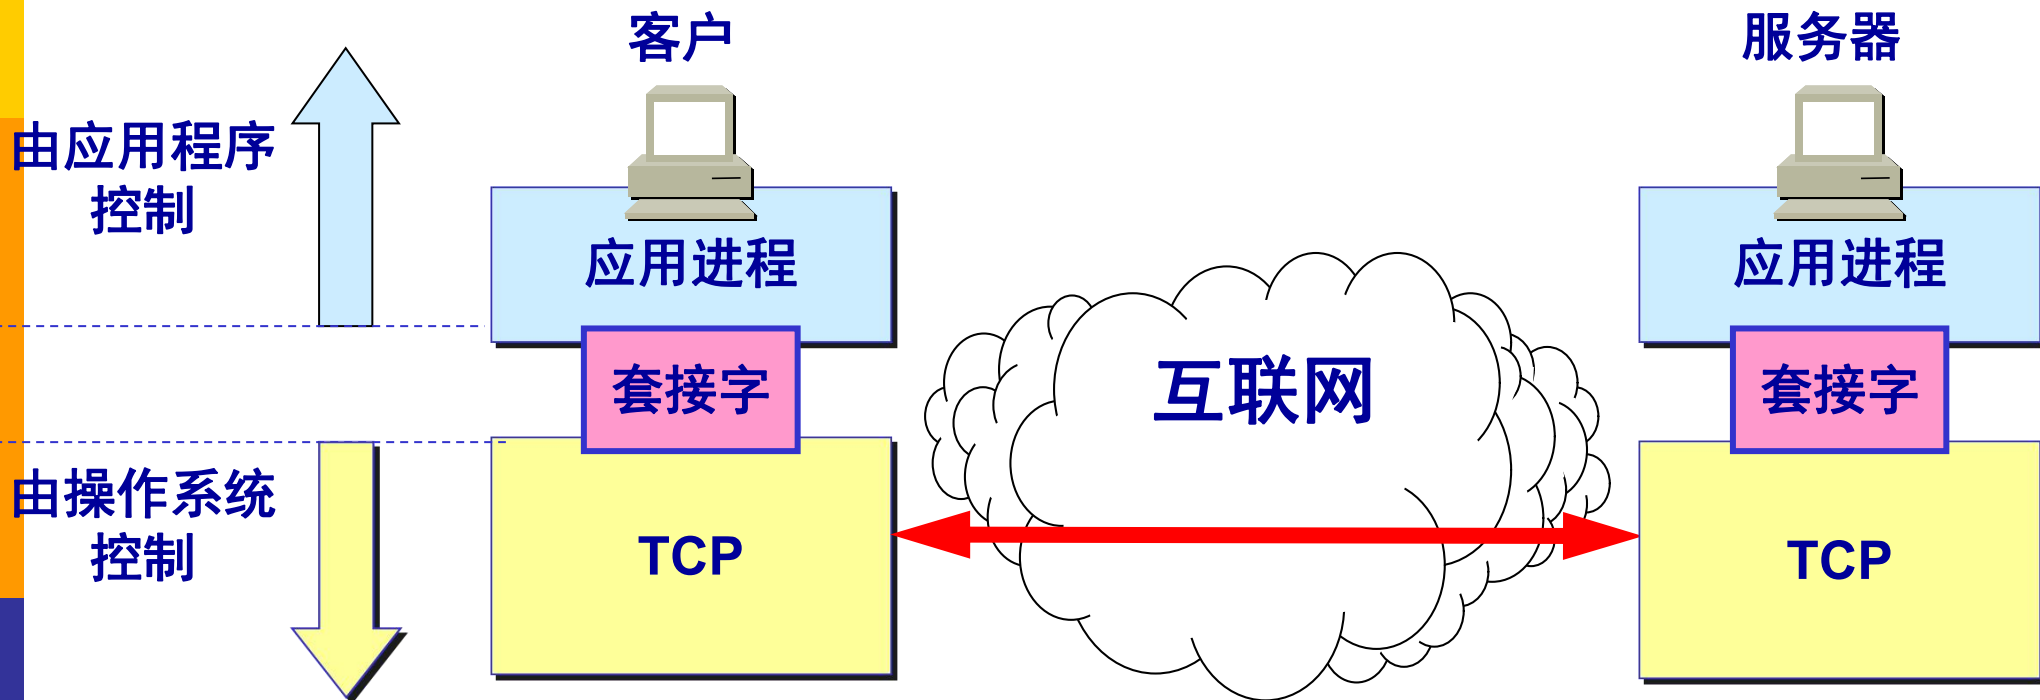 客户
服务器
由应用程序
控制
应用进程
应用进程
套接字
互联网
套接字
由操作系统
控制
TCP
TCP